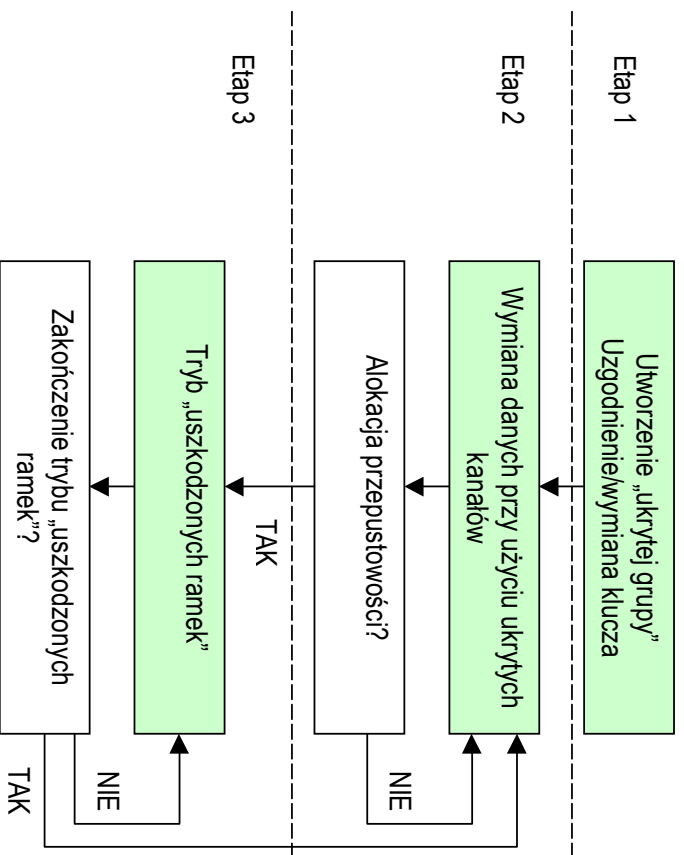 Etap 1
Utworzenie „ukrytej grupy”
Uzgodnienie/wymiana klucza
Etap 2
Wymiana danych przy użyciu ukrytych
kanałów
Alokacja przepustowości?
NIE
TAK
Etap 3
Tryb „uszkodzonych ramek”
NIE
Zakończenie trybu „uszkodzonych
ramek”?
TAK